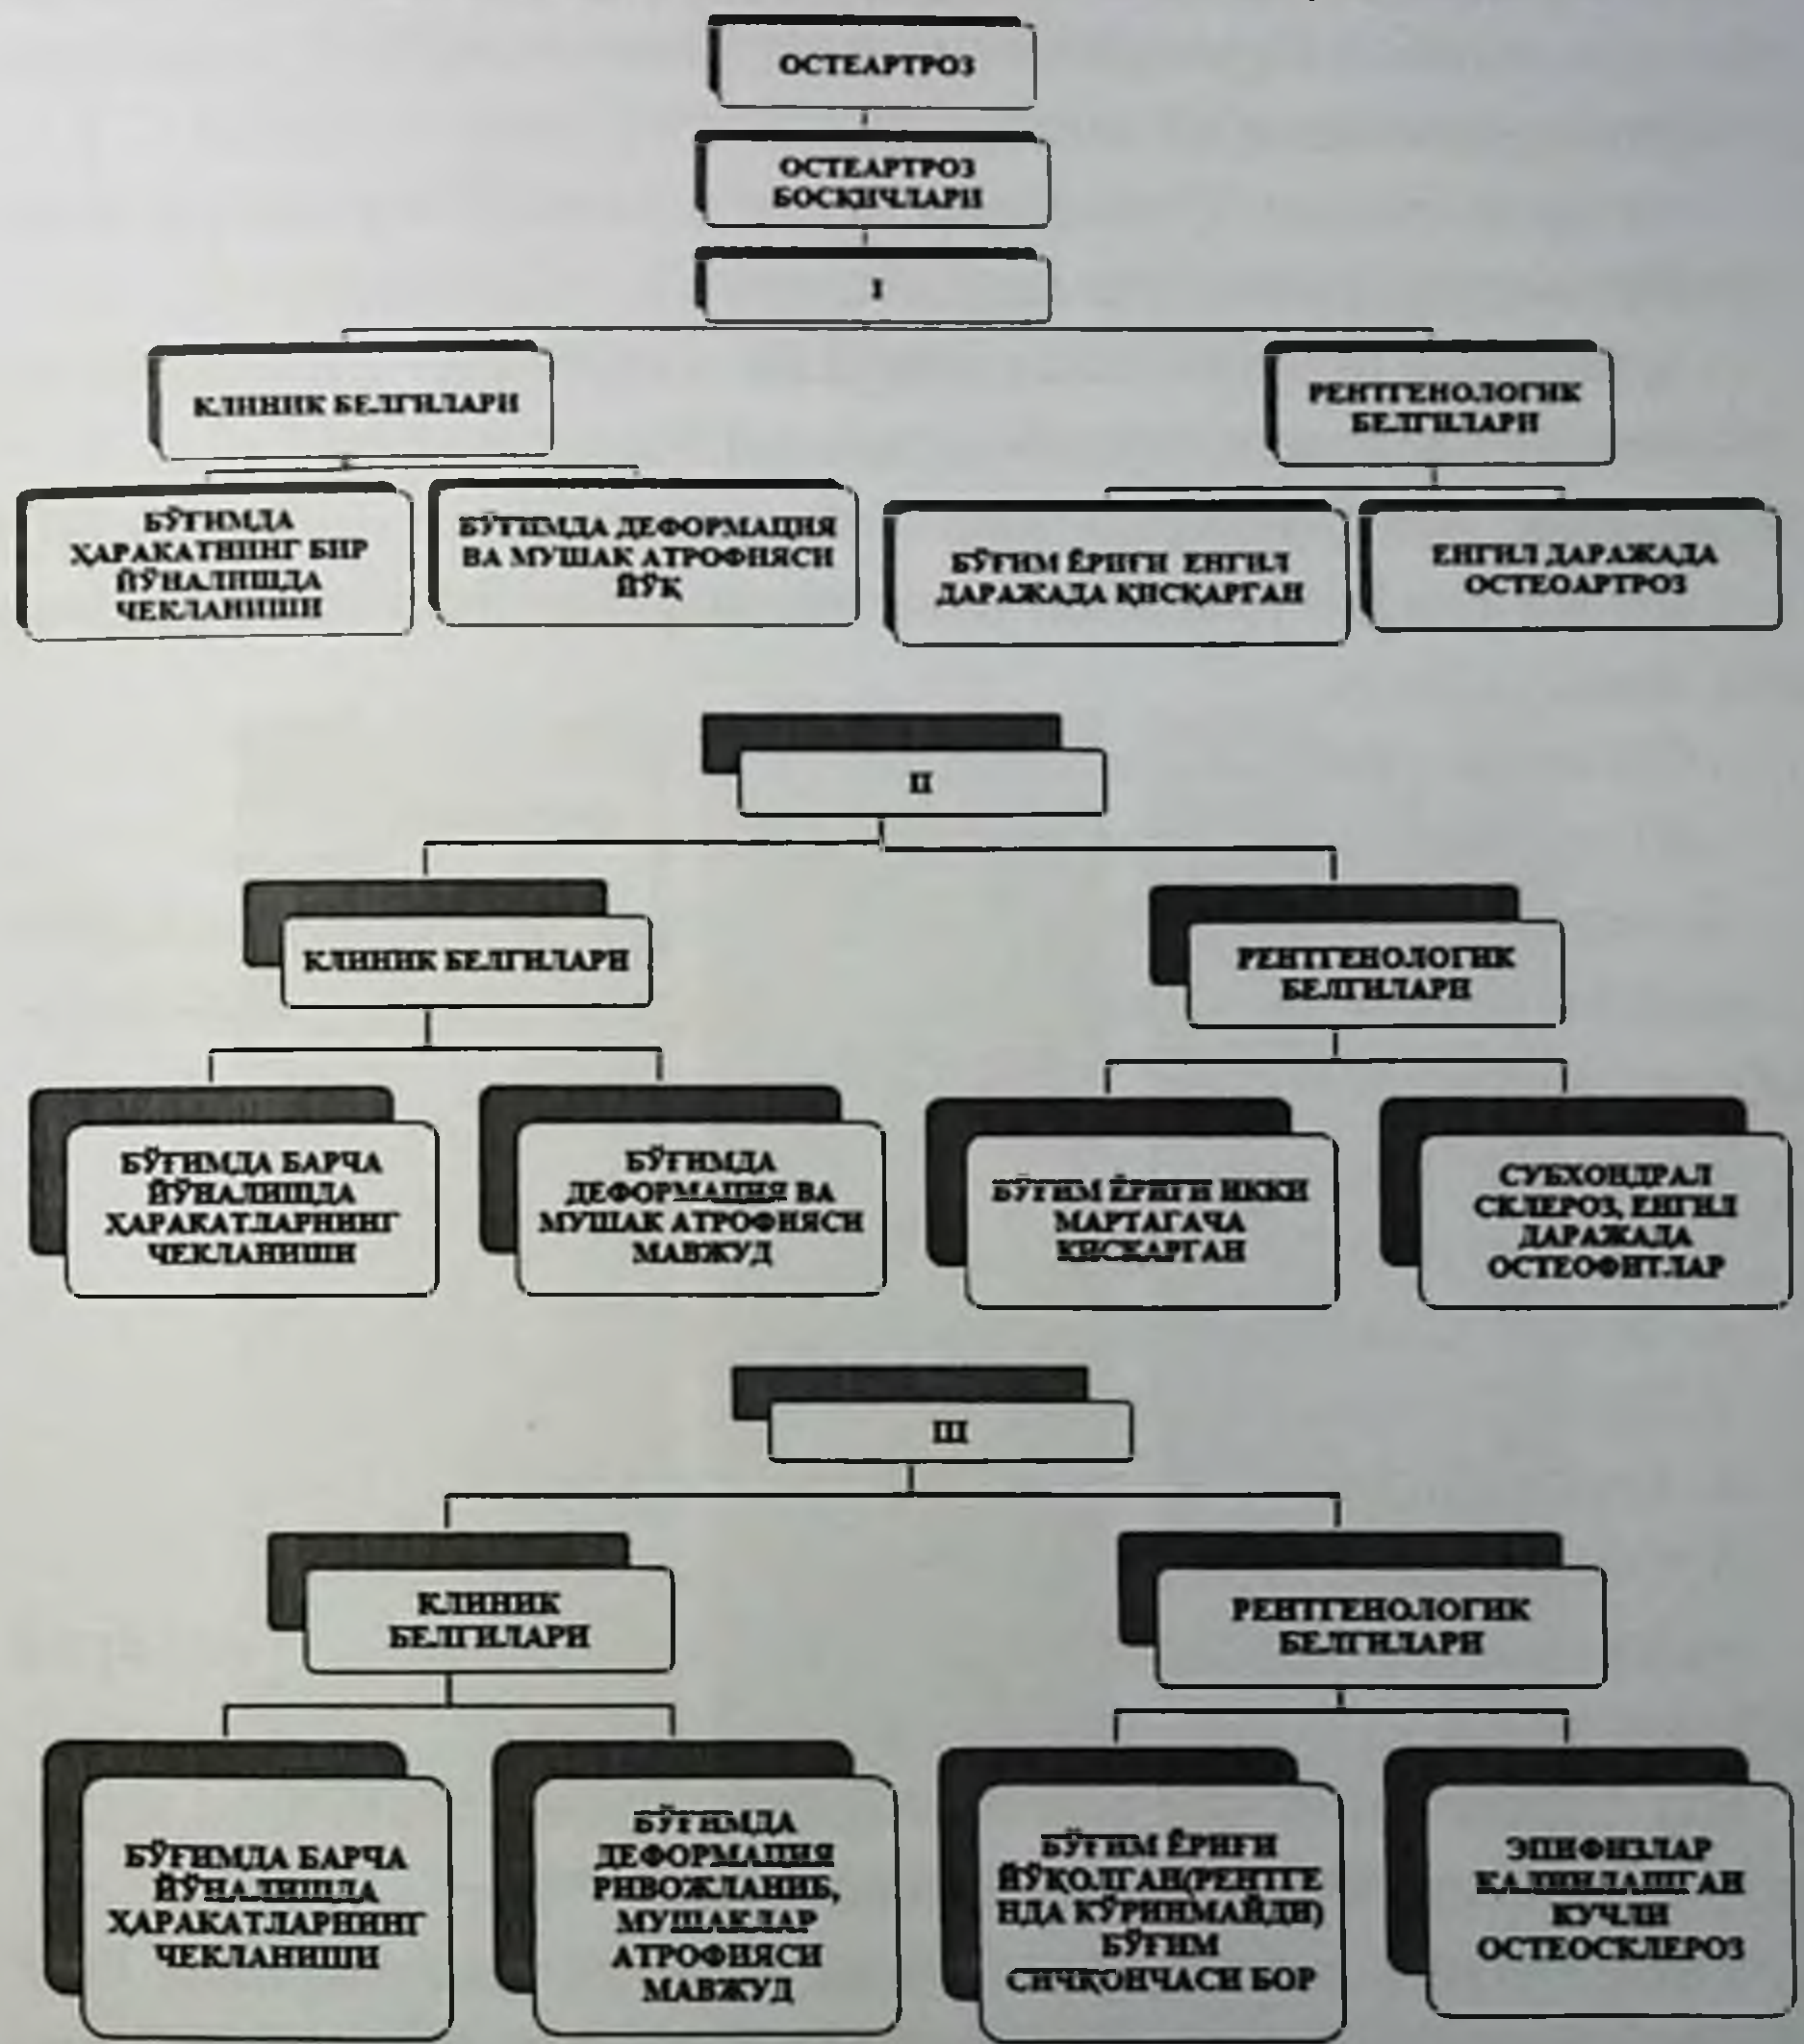 ОСТЕАРТРОЗ
ОСТЕАРТРОЗ
БОСҚИЧЛАРИ
I
КЛИНИК БЕЛГИЛАРИ
РЕНТГЕНОЛОГИК
БЕЛГИЛАРИ
БЎҒИМДА
ҲАРАКАТНИНГ БИР
ЙЎНАЛИШДА
ЧЕКЛАНИШИ
БЎҒИМДА ДЕФОРМАЦИЯ
ВА МУШАК АТРОФИЯСИ
ЙЎҚ
БЎҒИМ ЁРИҒИ ЕНГИЛ
ДАРАЖАДА ҚИСҚАРГАН
ЕНГИЛ ДАРАЖАДА
ОСТЕОАРТРОЗ
II
КЛИНИК БЕЛГИЛАРИ
РЕНТГЕНОЛОГИК
БЕЛГИЛАРИ
БЎҒИМДА БАРЧА
ЙЎНАЛИШДА
ҲАРАКАТЛАРНИНГ
ЧЕКЛАНИШИ
БЎҒИМДА
ДЕФОРМАЦИЯ ВА
МУШАК АТРОФИЯСИ
МАВЖУД
БЎҒИМ ЁРИҒИ ИККИ
МАРТАГАЧА
ҚИСҚАРГАН
СУБХОНДРАЛ
СКЛЕРОЗ, ЕНГИЛ
ДАРАЖАДА
ОСТЕОФИТЛАР
III
КЛИНИК
БЕЛГИЛАРИ
РЕНТГЕНОЛОГИК
БЕЛГИЛАРИ
БЎҒИМДА БАРЧА
ЙЎНАЛИШДА
ҲАРАКАТЛАРНИНГ
ЧЕКЛАНИШИ
БЎҒИМДА
ДЕФОРМАЦИЯ
РИВОЖЛАНИБ,
МУШАКЛАР
АТРОФИЯСИ
МАВЖУД
БЎҒИМ ЁРИҒИ
ЙЎҚОЛГАН(РЕНТГЕ
НДА КЎРИНМАЙДИ)
БЎҒИМ
СИЧҚОНЧАСИ БОР
ЭПИФИЗЛАР
ҚАЛИНЛАШГАН
КУЧЛИ
ОСТЕОСКЛЕРОЗ